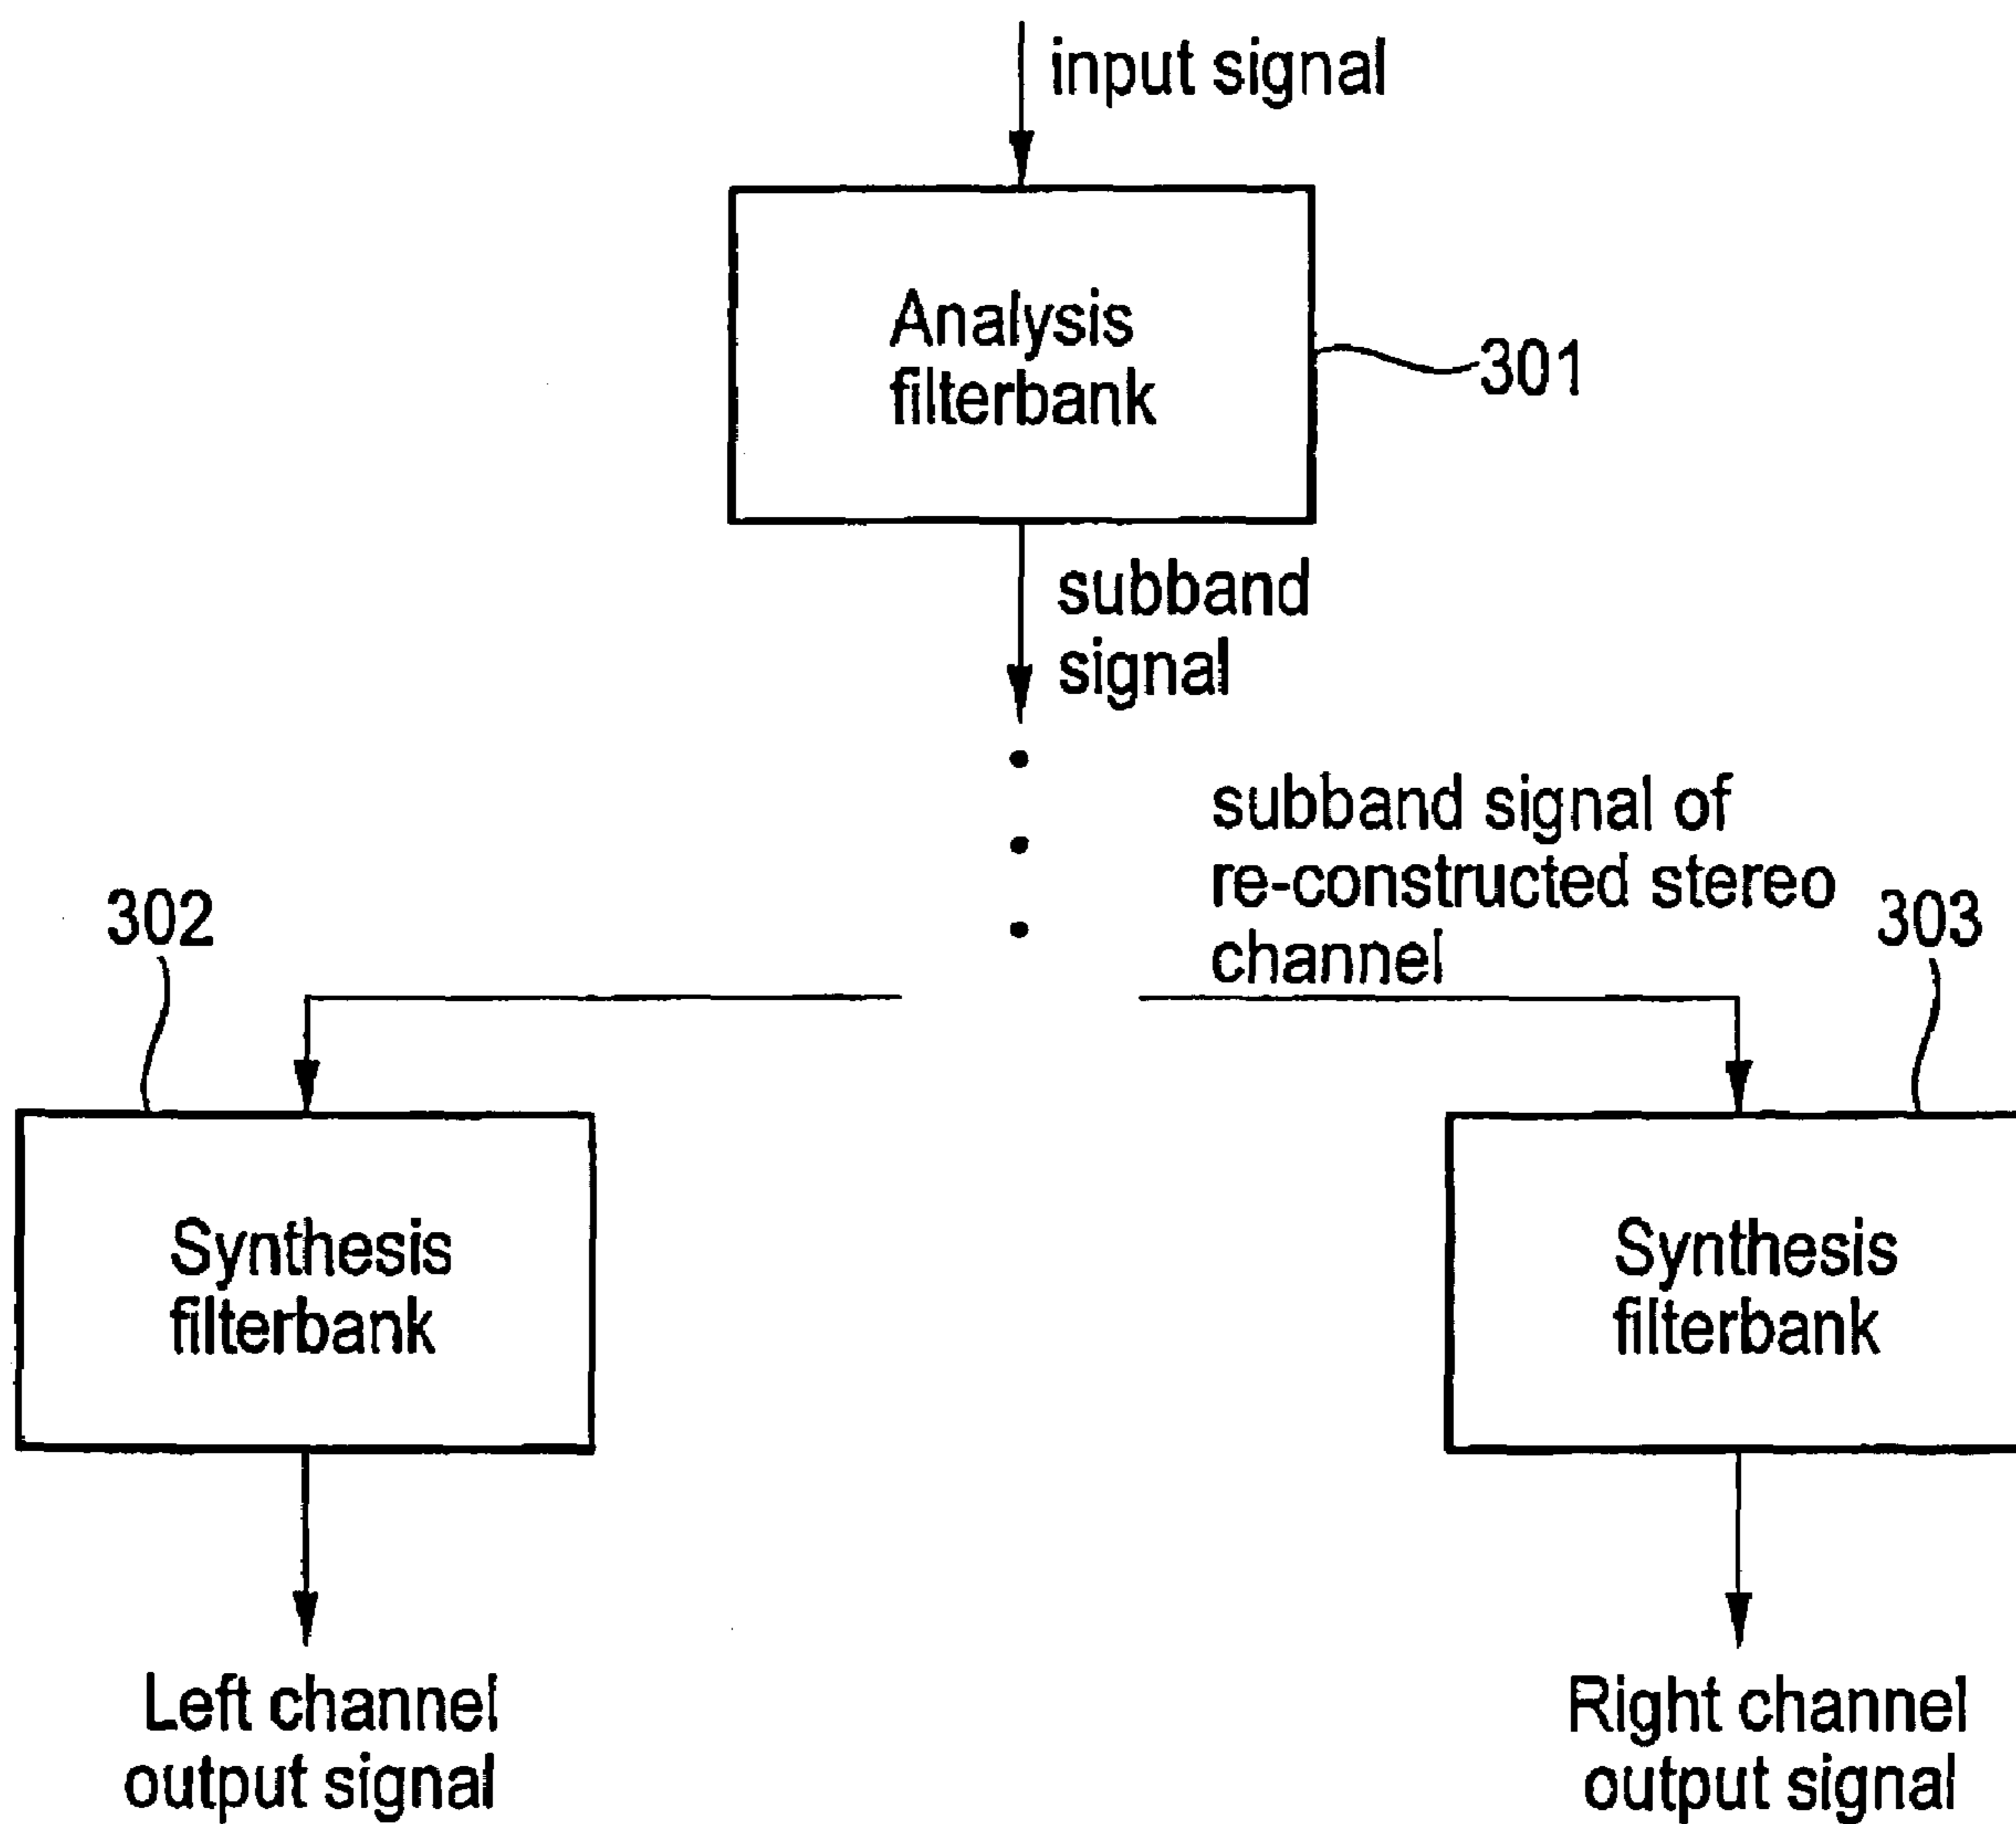 input signal
Analysis
filterbank
301
subband
signal
subband signal of
re-constructed stereo
channel
302
303
Synthesis
filterbank
Synthesis
filterbank
Left channel
output signal
Right channel
output signal